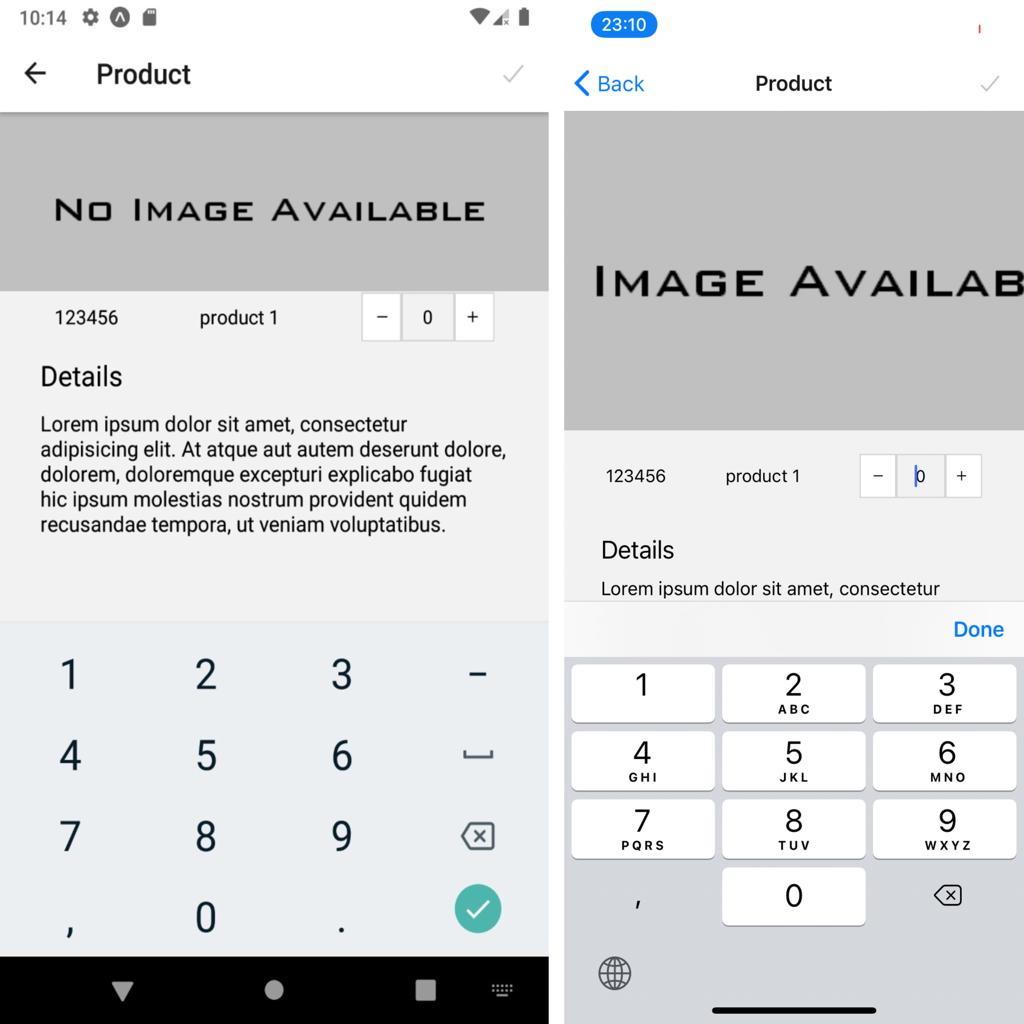 10:14
Product
No Image Available
123456 product 1 − 0 +
Details
Lorem ipsum dolor sit amet, consectetur
adipisicing elit. At atque aut autem deserunt dolore,
dolorem, doloremque excepturi explicabo fugiat
hic ipsum molestias nostrum provident quidem
recusandae tempora, ut veniam voluptatibus.
1 2 3 –
4 5 6
7 8 9
, 0 .
23:10
Back Product
Image Availab
123456 product 1 − 0 +
Details
Lorem ipsum dolor sit amet, consectetur
Done
1 2 3
ABC DEF
4 5 6
GHI JKL MNO
7 8 9
PQRS TUV WXYZ
, 0